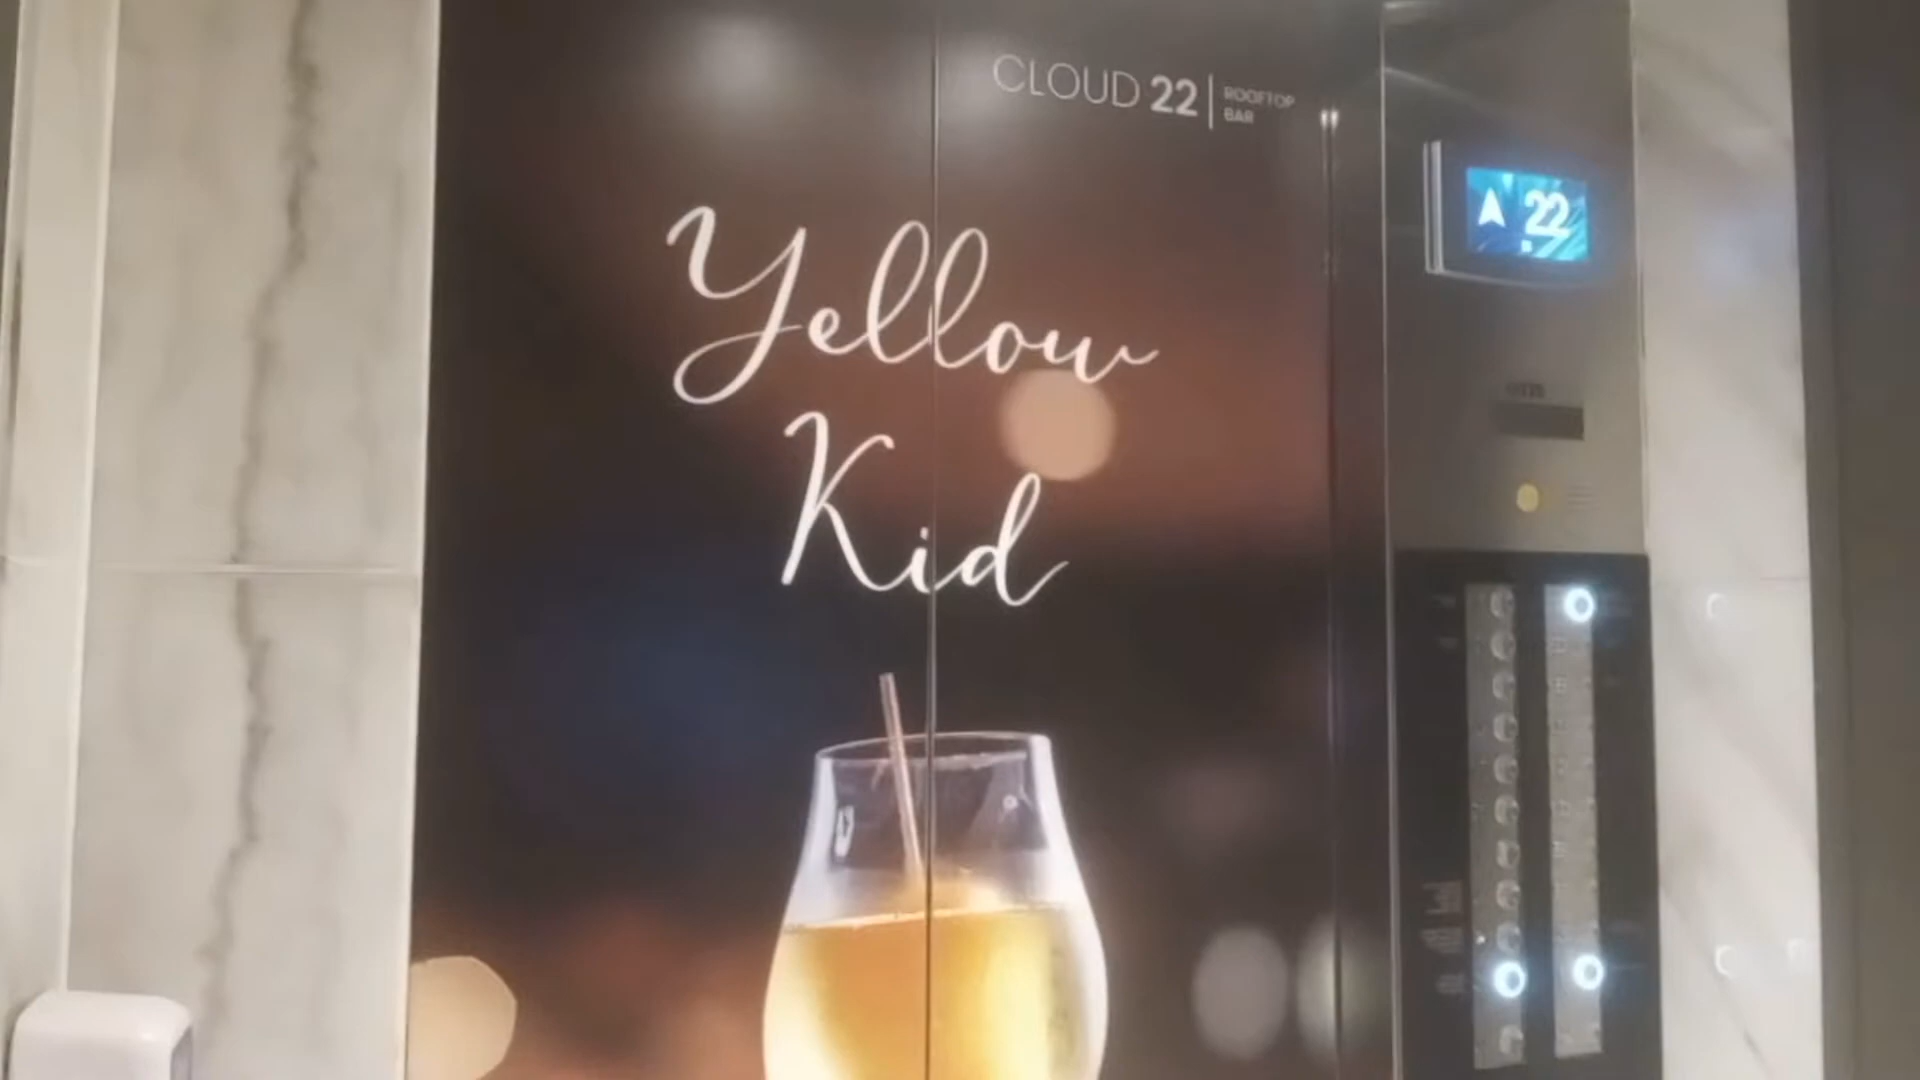 CLOUD 22
ROOFTOP
BAR
Yellow
Kid
22